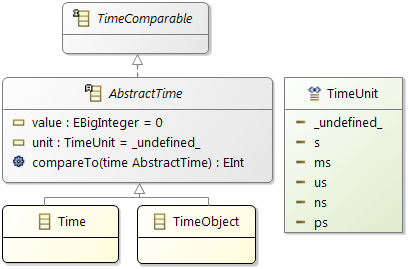 TimeComparable
AbstractTime
value : EBigInteger = 0
unit : TimeUnit = _undefined_
compareTo(time AbstractTime) : EInt
Time
TimeObject
TimeUnit
_undefined_
s
ms
us
ns
ps